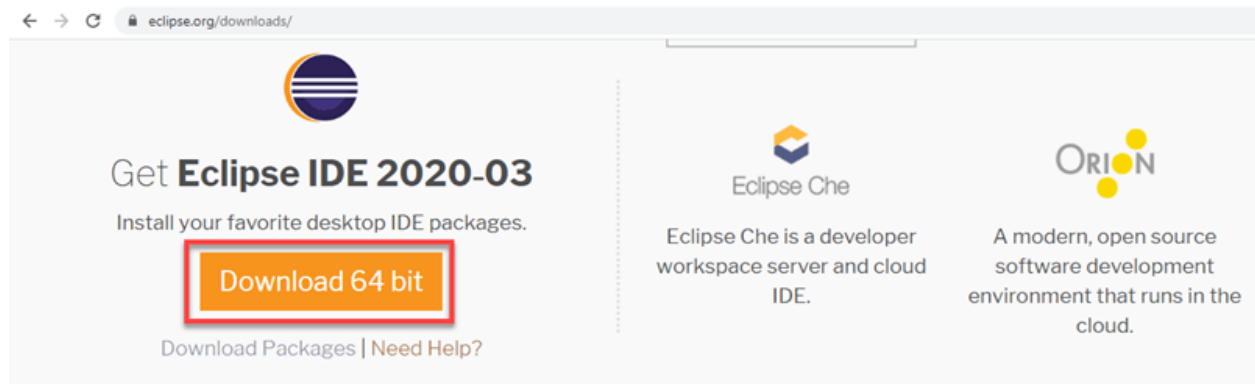 eclipse.org/downloads/
Get Eclipse IDE 2020-03
Install your favorite desktop IDE packages.
Download 64 bit
Download Packages | Need Help?
Eclipse Che
Eclipse Che is a developer
workspace server and cloud
IDE.
ORION
A modern, open source
software development
environment that runs in the
cloud.